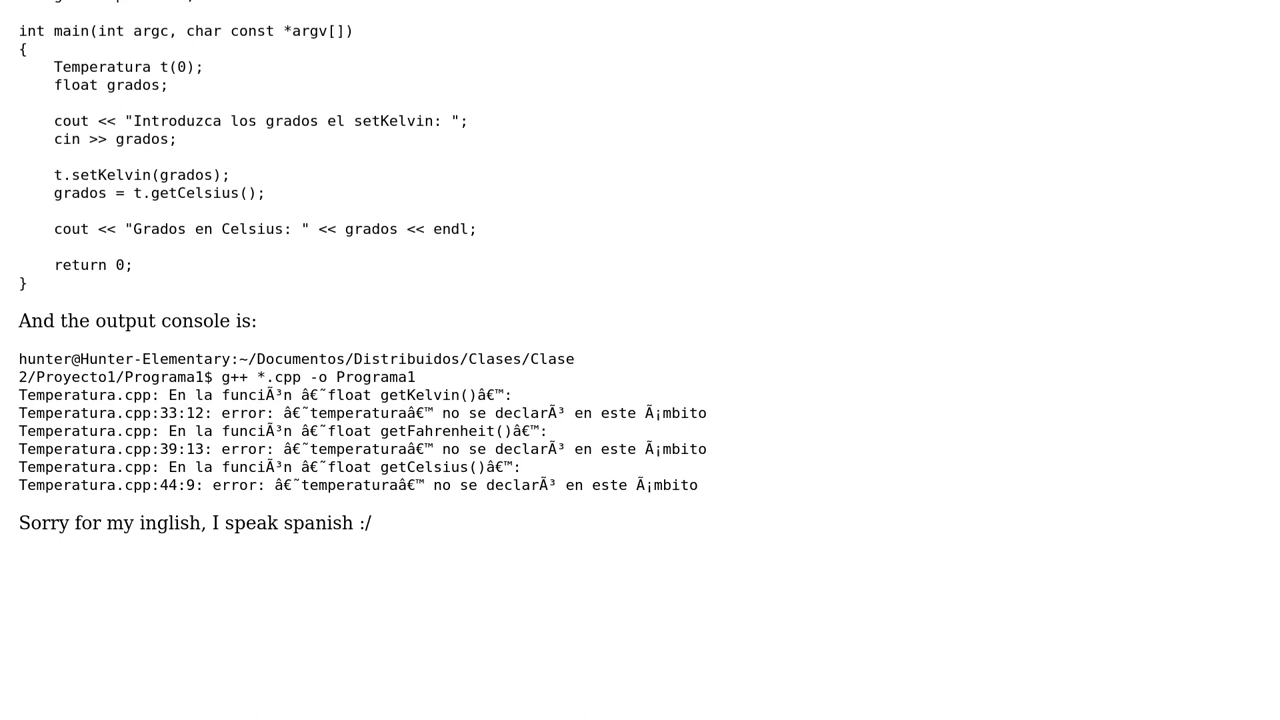 int main(int argc, char const *argv[])
{
    Temperatura t(0);
    float grados;

    cout << "Introduzca los grados el setKelvin: ";
    cin >> grados;

    t.setKelvin(grados);
    grados = t.getCelsius();

    cout << "Grados en Celsius: " << grados << endl;

    return 0;
}
And the output console is:
hunter@Hunter-Elementary:~/Documentos/Distribuidos/Clases/Clase
2/Proyecto1/Programa1$ g++ *.cpp -o Programa1
Temperatura.cpp: En la funciÃ³n â€˜float getKelvin()â€™:
Temperatura.cpp:33:12: error: â€˜temperaturaâ€™ no se declarÃ³ en este Ã¡mbito
Temperatura.cpp: En la funciÃ³n â€˜float getFahrenheit()â€™:
Temperatura.cpp:39:13: error: â€˜temperaturaâ€™ no se declarÃ³ en este Ã¡mbito
Temperatura.cpp: En la funciÃ³n â€˜float getCelsius()â€™:
Temperatura.cpp:44:9: error: â€˜temperaturaâ€™ no se declarÃ³ en este Ã¡mbito
Sorry for my inglish, I speak spanish :/